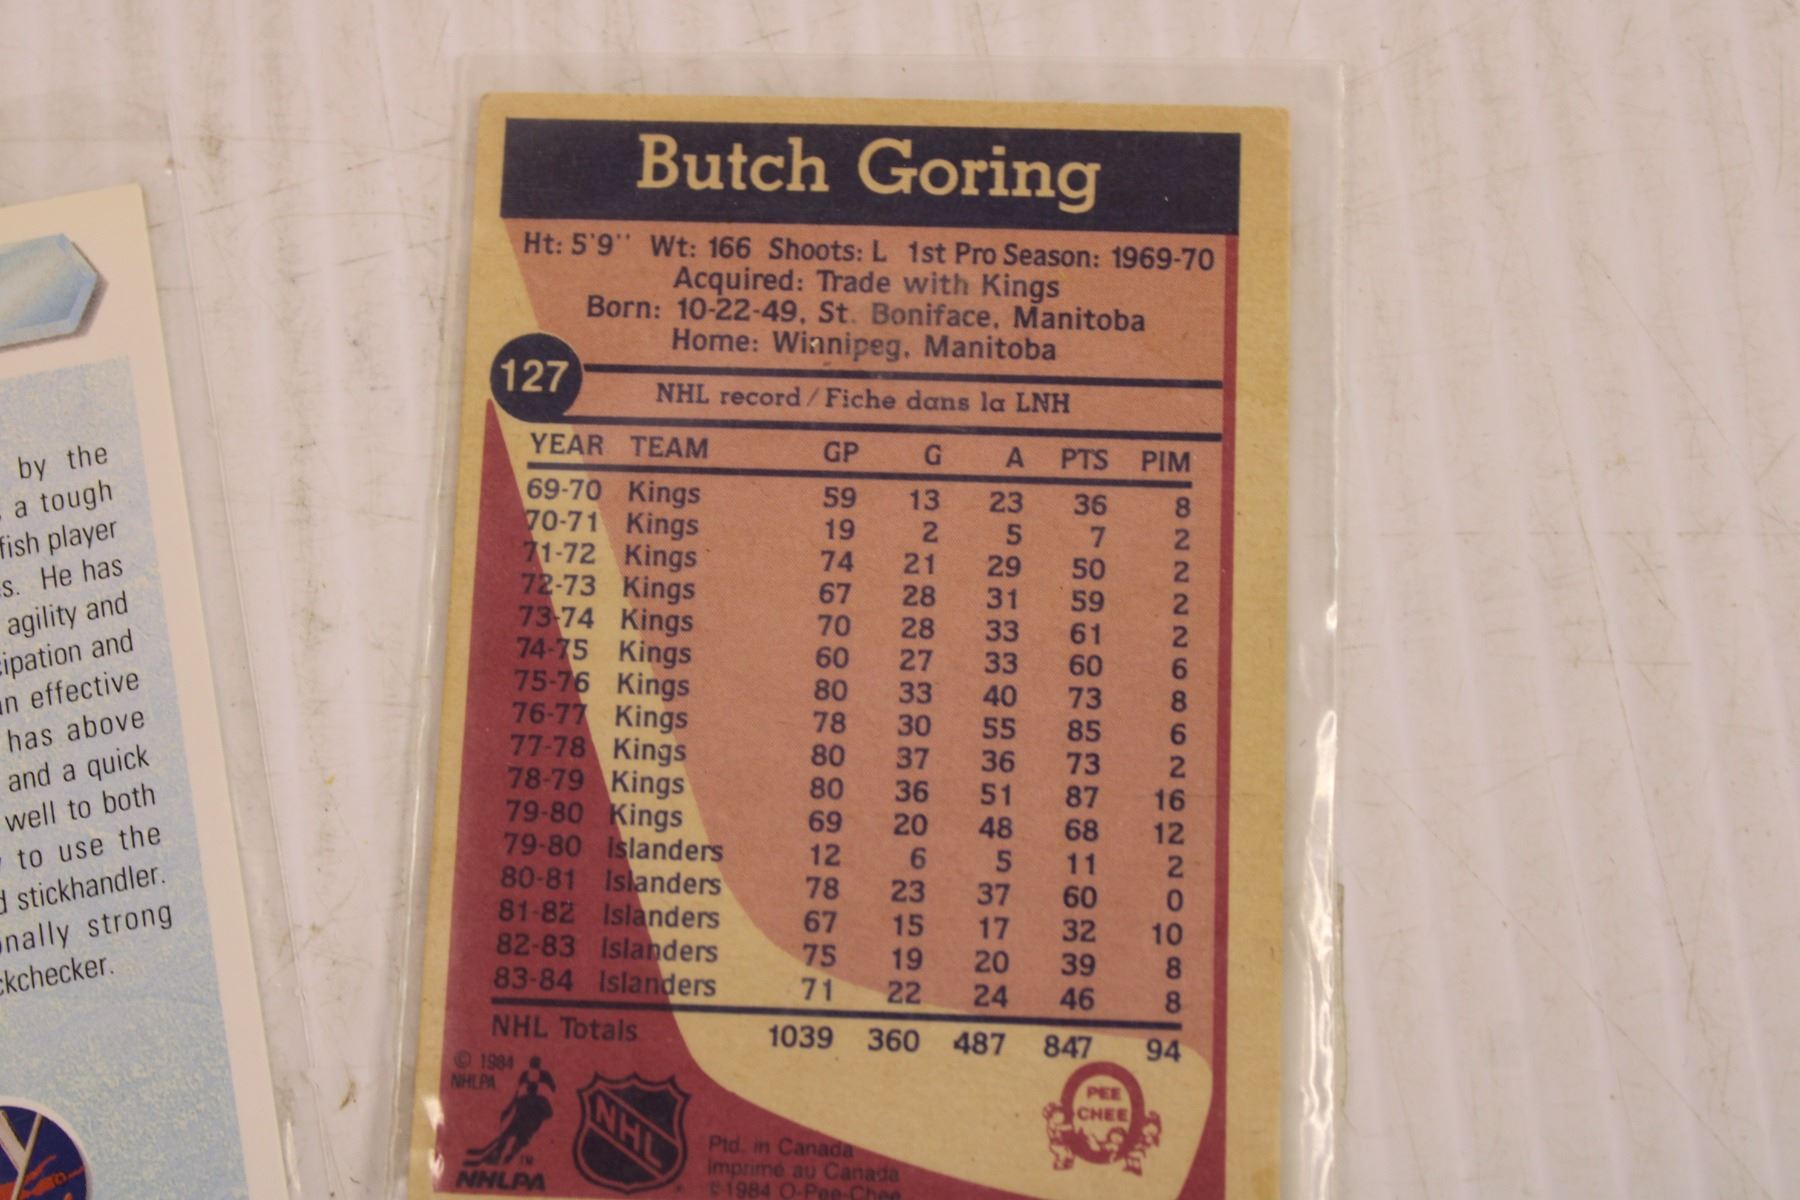 by the
a tough
fish player
s. He has
agility and
cipation and
n effective
has above
and a quick
well to both
to use the
d stickhandler.
onally strong
ckchecker.
Butch Goring
Ht: 5'9'' Wt: 166 Shoots: L 1st Pro Season: 1969-70
Acquired: Trade with Kings
Born: 10-22-49, St. Boniface, Manitoba
Home: Winnipeg, Manitoba
127
NHL record/Fiche dans la LNH
YEAR TEAM GP G A PTS PIM
69-70 Kings 59 13 23 36 8
70-71 Kings 19 2 5 7 2
71-72 Kings 74 21 29 50 2
72-73 Kings 67 28 31 59 2
73-74 Kings 70 28 33 61 2
74-75 Kings 60 27 33 60 6
75-76 Kings 80 33 40 73 8
76-77 Kings 78 30 55 85 6
77-78 Kings 80 37 36 73 2
78-79 Kings 80 36 51 87 16
79-80 Kings 69 20 48 68 12
79-80 Islanders 12 6 5 11 2
80-81 Islanders 78 23 37 60 0
81-82 Islanders 67 15 17 32 10
82-83 Islanders 75 19 20 39 8
83-84 Islanders 71 22 24 46 8
NHL Totals 1039 360 487 847 94
© 1984
NHLPA
NHLPA
TM
NHL
Ptd. in Canada
Imprimé au Canada
© 1984 O-Pee-Chee
PEE
CHEE